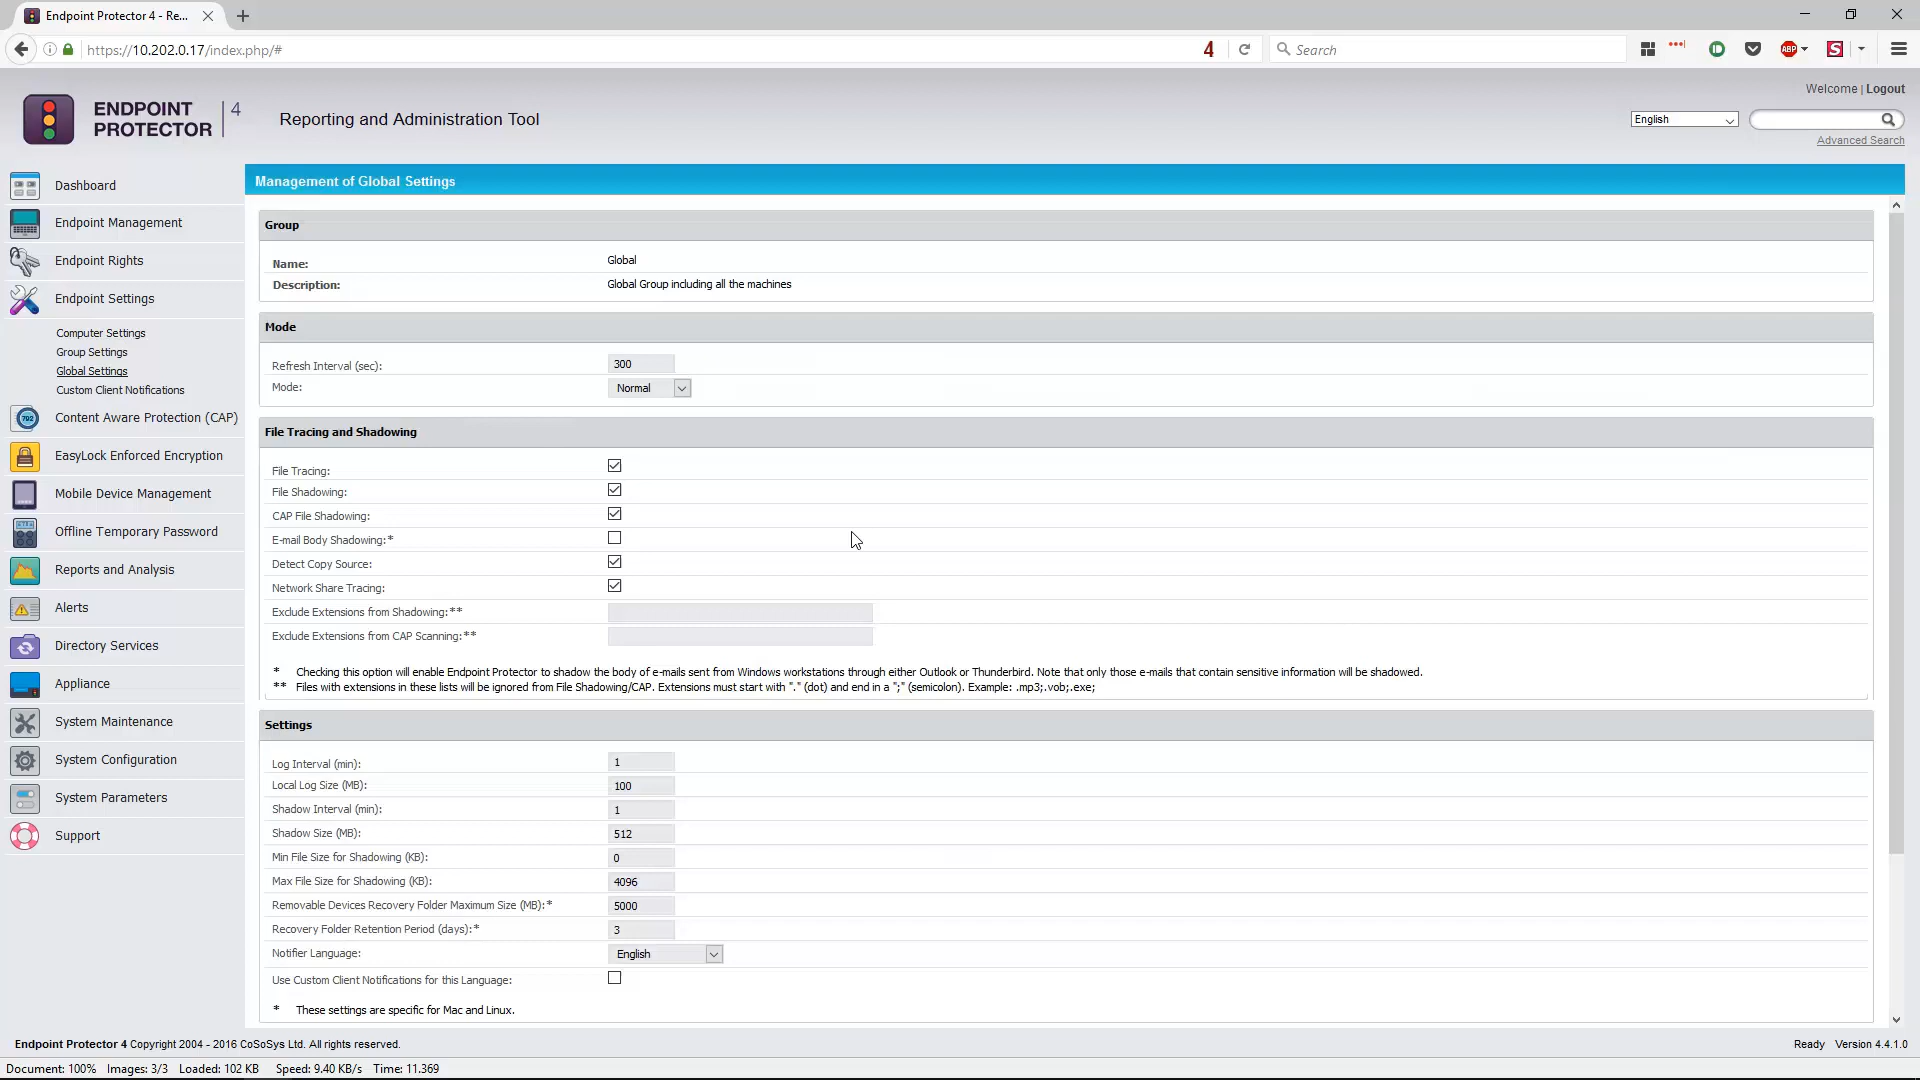 Endpoint Protector 4 - Re...
https://10.202.0.17/index.php/#
4
Search
ABP
S
Welcome | Logout
ENDPOINT
PROTECTOR
4
Reporting and Administration Tool
English
Advanced Search
Dashboard
Endpoint Management
Endpoint Rights
Endpoint Settings
Computer Settings
Group Settings
Global Settings
Custom Client Notifications
Content Aware Protection (CAP)
EasyLock Enforced Encryption
Mobile Device Management
Offline Temporary Password
Reports and Analysis
Alerts
Directory Services
Appliance
System Maintenance
System Configuration
System Parameters
Support
Management of Global Settings
Group
Name: Global
Description: Global Group including all the machines
Mode
Refresh Interval (sec): 300
Mode: Normal
File Tracing and Shadowing
File Tracing:
File Shadowing:
CAP File Shadowing:
E-mail Body Shadowing:*
Detect Copy Source:
Network Share Tracing:
Exclude Extensions from Shadowing:**
Exclude Extensions from CAP Scanning:**
* Checking this option will enable Endpoint Protector to shadow the body of e-mails sent from Windows workstations through either Outlook or Thunderbird. Note that only those e-mails that contain sensitive information will be shadowed.
** Files with extensions in these lists will be ignored from File Shadowing/CAP. Extensions must start with "." (dot) and end in a ";" (semicolon). Example: .mp3;.vob;.exe;
Settings
Log Interval (min): 1
Local Log Size (MB): 100
Shadow Interval (min): 1
Shadow Size (MB): 512
Min File Size for Shadowing (KB): 0
Max File Size for Shadowing (KB): 4096
Removable Devices Recovery Folder Maximum Size (MB):* 5000
Recovery Folder Retention Period (days):* 3
Notifier Language: English
Use Custom Client Notifications for this Language:
* These settings are specific for Mac and Linux.
Endpoint Protector 4 Copyright 2004 - 2016 CoSoSys Ltd. All rights reserved.
Ready Version 4.4.1.0
Document: 100% Images: 3/3 Loaded: 102 KB Speed: 9.40 KB/s Time: 11.369